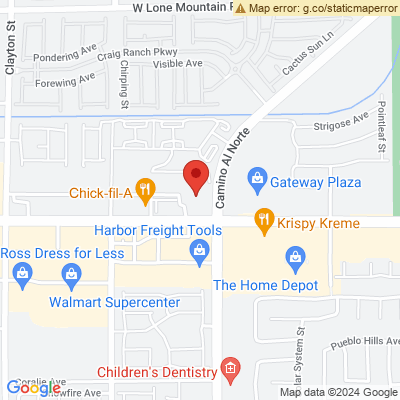 W Lone Mountain R
Map error: g.co/staticmaperror
Clayton St
Craig Ranch Pkwy
Pondering Ave
Visible Ave
Forewing Ave
Chirping St
Cactus Sun Ln
Pointleaf St
Strigose Ave
Camino Al Norte
Gateway Plaza
Chick-fil-A
Krispy Kreme
Harbor Freight Tools
Ross Dress for Less
The Home Depot
Walmart Supercenter
Pueblo Hills Ave
lar System St
Children's Dentistry
Coralie Ave
Google
Snowfire Ave
Map data ©2024 Google